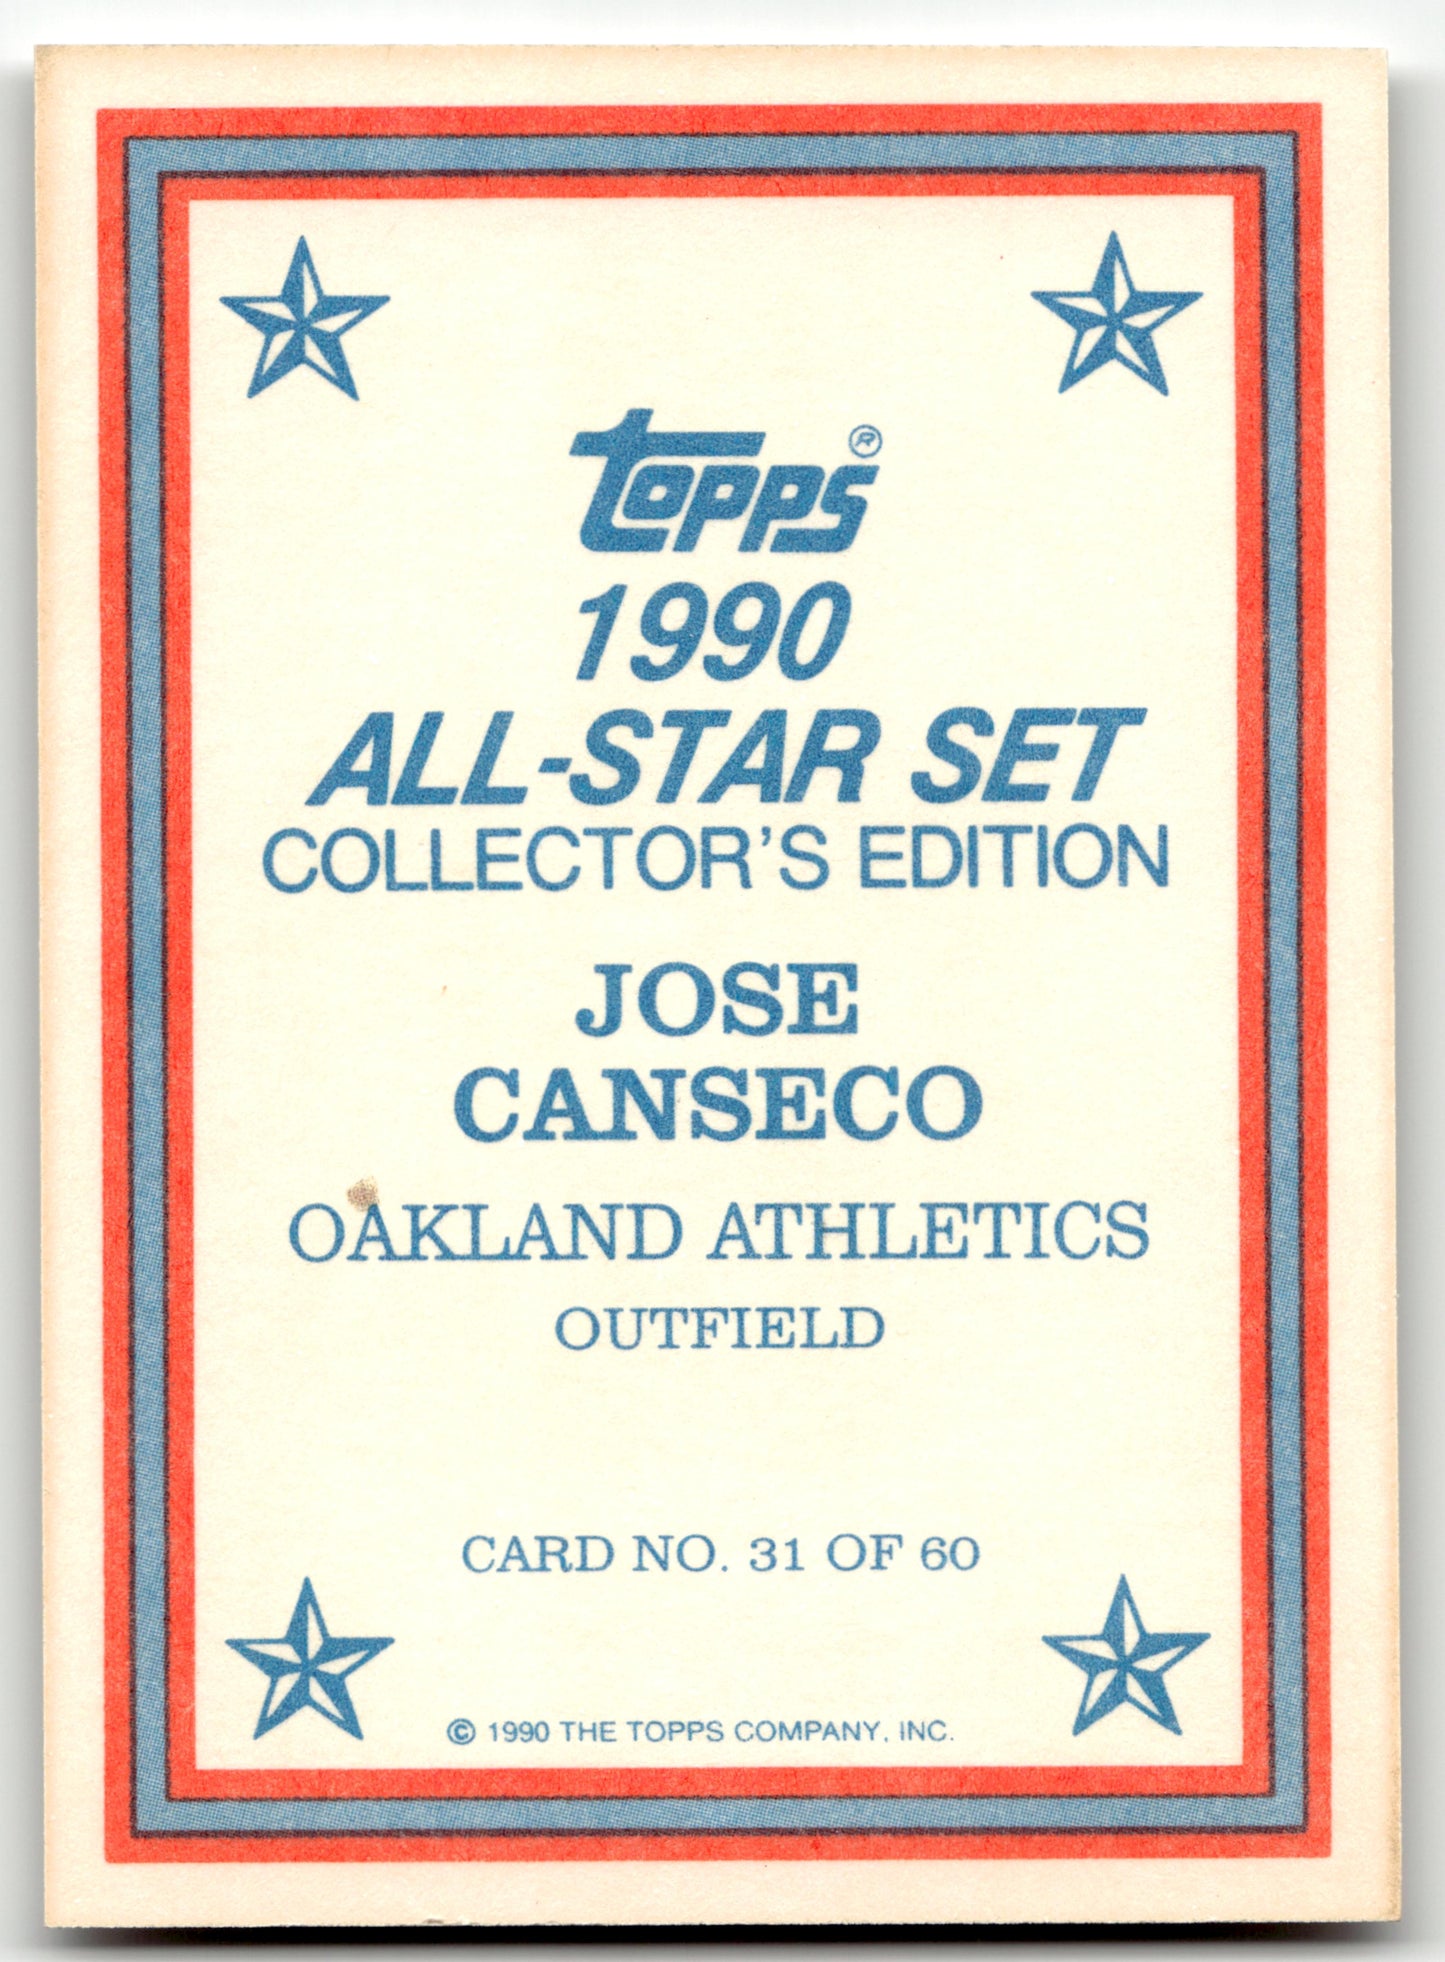 topps®
1990
ALL-STAR SET
COLLECTOR'S EDITION
JOSE
CANSECO
OAKLAND ATHLETICS
OUTFIELD
CARD NO. 31 OF 60
© 1990 THE TOPPS COMPANY, INC.